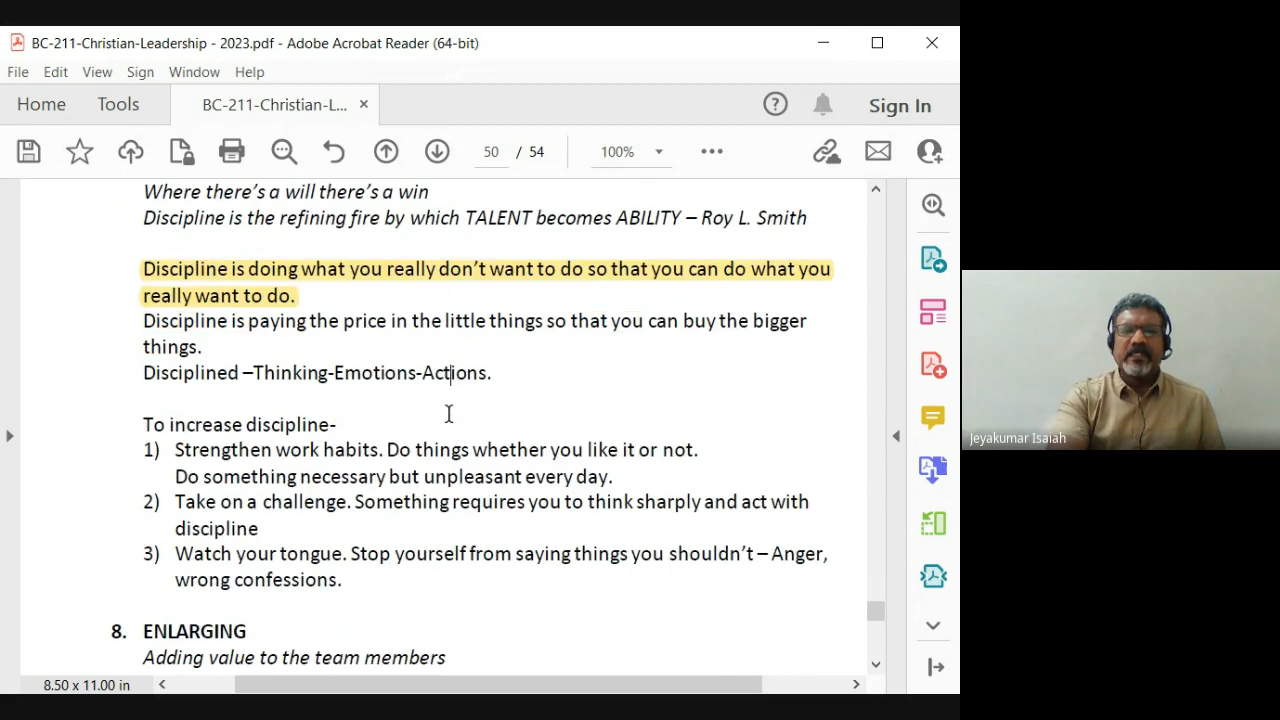 BC-211-Christian-Leadership - 2023.pdf - Adobe Acrobat Reader (64-bit)
File Edit View Sign Window Help
Home Tools BC-211-Christian-L... × Sign In
50 / 54 100%
Where there's a will there's a win
Discipline is the refining fire by which TALENT becomes ABILITY – Roy L. Smith
Discipline is doing what you really don't want to do so that you can do what you
really want to do.
Discipline is paying the price in the little things so that you can buy the bigger
things.
Disciplined –Thinking-Emotions-Actions.
To increase discipline-
1) Strengthen work habits. Do things whether you like it or not.
Do something necessary but unpleasant every day.
2) Take on a challenge. Something requires you to think sharply and act with
discipline
3) Watch your tongue. Stop yourself from saying things you shouldn't – Anger,
wrong confessions.
8. ENLARGING
Adding value to the team members
8.50 x 11.00 in
Jeyakumar Isaiah